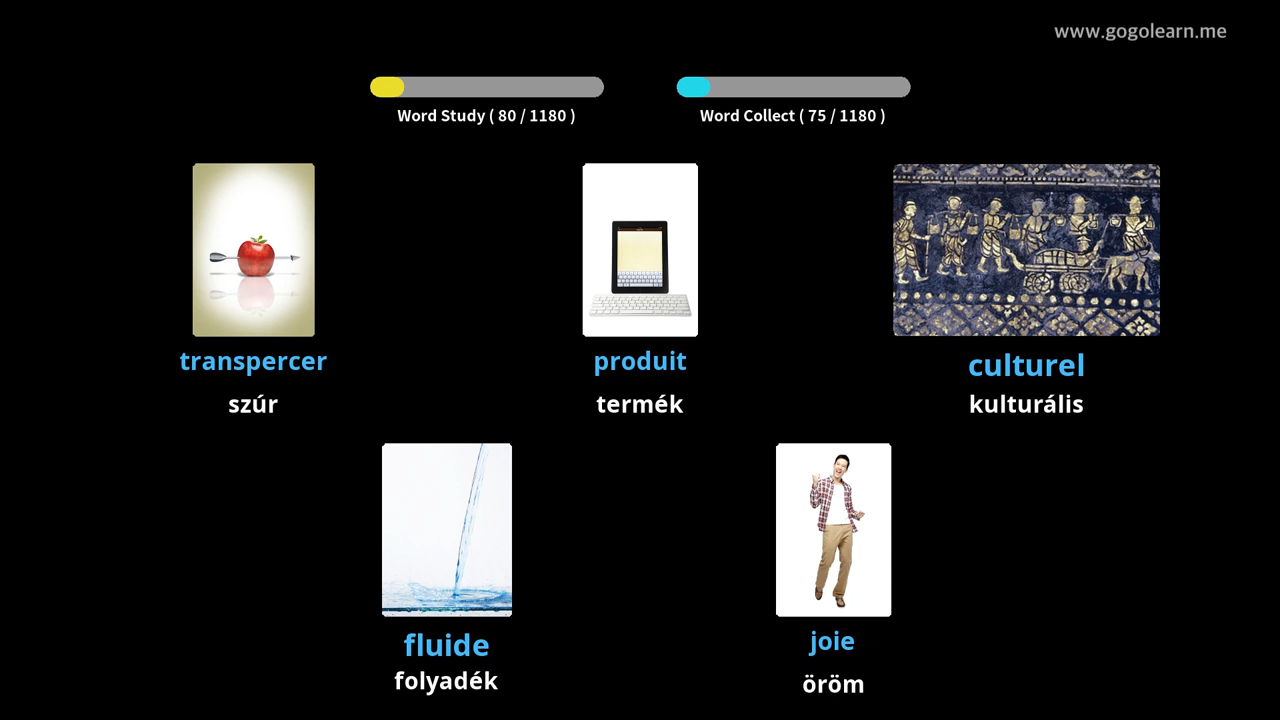 www.gogolearn.me
Word Study ( 80 / 1180 )
Word Collect ( 75 / 1180 )
transpercer
szúr
produit
termék
culturel
kulturális
fluide
folyadék
joie
öröm